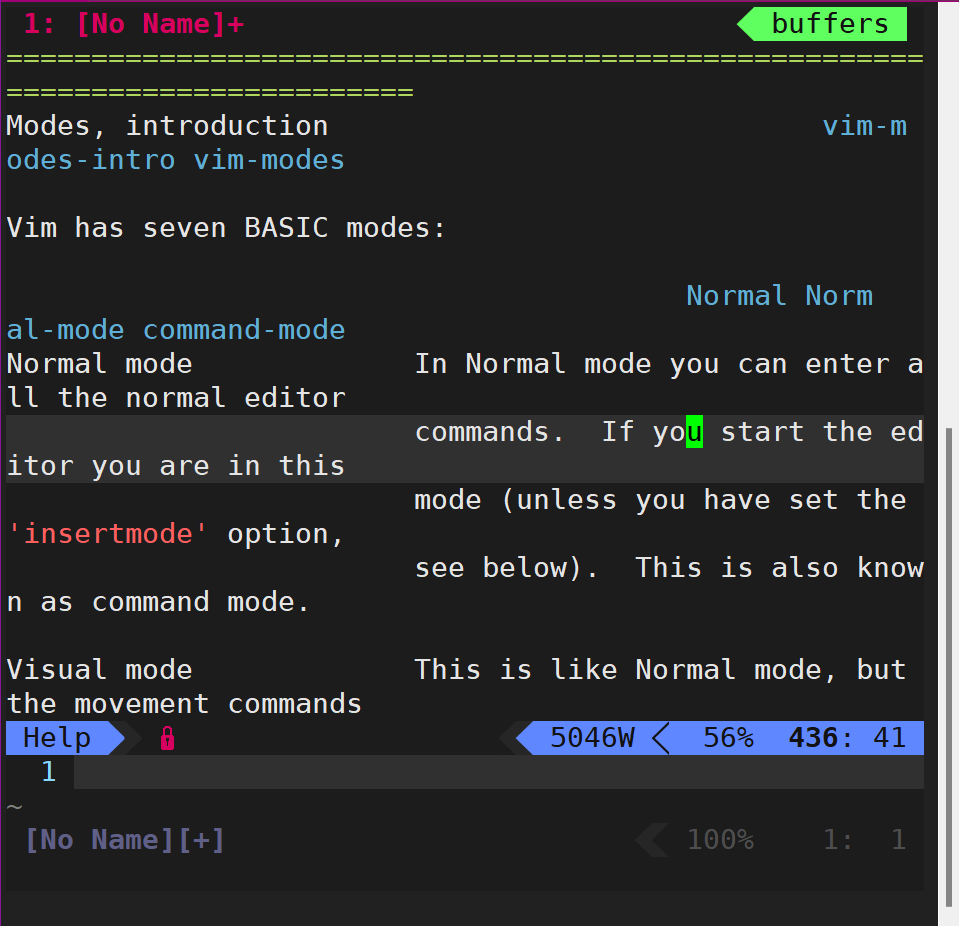 1: [No Name]+ buffers
======================================================
========================
Modes, introduction vim-m
odes-intro vim-modes
Vim has seven BASIC modes:
Normal Norm
al-mode command-mode
Normal mode In Normal mode you can enter a
ll the normal editor
commands.  If you start the ed
itor you are in this
mode (unless you have set the
'insertmode' option,
see below).  This is also know
n as command mode.
Visual mode This is like Normal mode, but
the movement commands
Help 5046W 56% 436: 41
1
~
[No Name][+] 100% 1: 1